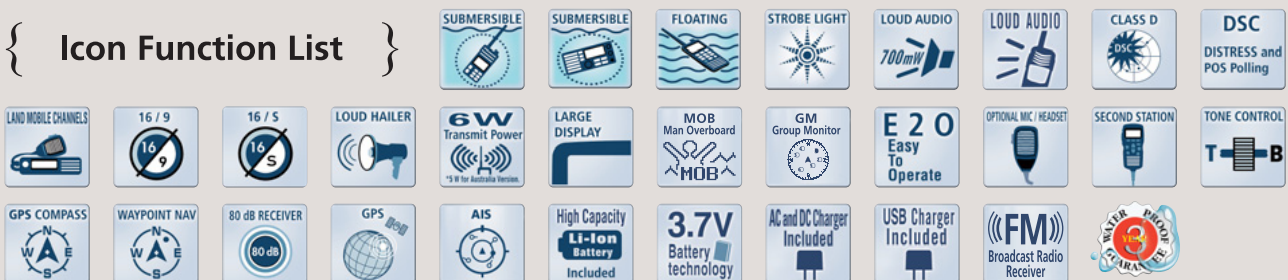 { Icon Function List }
SUBMERSIBLE
SUBMERSIBLE
FLOATING
STROBE LIGHT
LOUD AUDIO
700mW
LOUD AUDIO
CLASS D
DSC
DSC
DISTRESS and
POS Polling
LAND MOBILE CHANNELS
16 / 9
16
9
16 / S
16
S
LOUD HAILER
6W
Transmit Power
*5 W for Australia Version.
LARGE
DISPLAY
MOB
Man Overboard
MOB
GM
Group Monitor
E 2 O
Easy
To
Operate
OPTIONAL MIC / HEADSET
SECOND STATION
TONE CONTROL
T B
GPS COMPASS
N
W E
S
WAYPOINT NAV
N
W E
S
80 dB RECEIVER
80 dB
GPS
AIS
High Capacity
Li-Ion
Battery
Included
3.7V
Battery
technology
AC and DC Charger
Included
USB Charger
Included
((FM))
Broadcast Radio
Receiver
WATER PROOF
3
YEAR
GUARANTEE